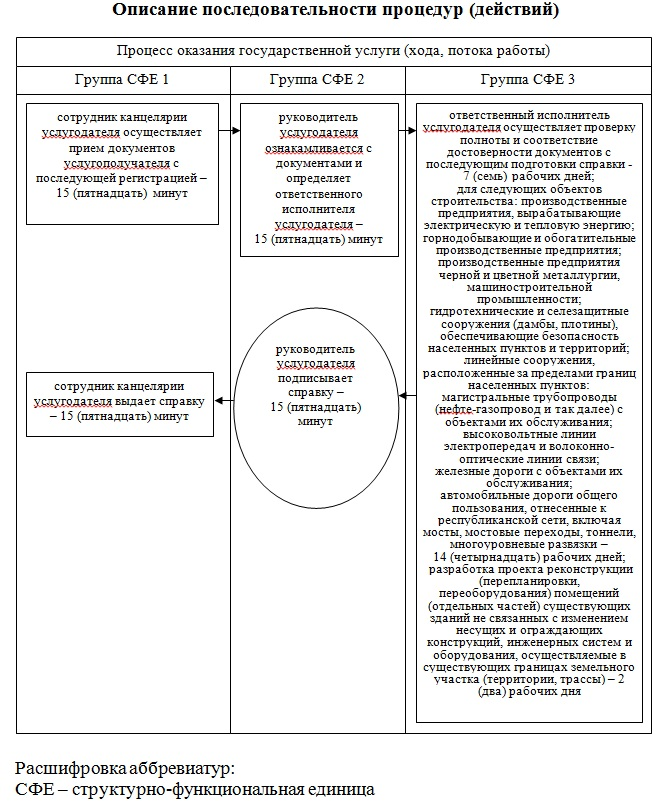 Описание последовательности процедур (действий)
Процесс оказания государственной услуги (хода, потока работы)
Группа СФЕ 1
Группа СФЕ 2
Группа СФЕ 3
сотрудник канцелярии
услугодателя осуществляет
прием документов
услугополучателя с
последующей регистрацией –
15 (пятнадцать) минут
руководитель
услугодателя
ознакамливается с
документами и
определяет
ответственного
исполнителя
услугодателя –
15 (пятнадцать) минут
ответственный исполнитель
услугодателя осуществляет проверку
полноты и соответствие
достоверности документов с
последующим подготовки справки -
7 (семь) рабочих дней;
для следующих объектов
строительства: производственные
предприятия, вырабатывающие
электрическую и тепловую энергию;
горнодобывающие и обогатительные
производственные предприятия;
производственные предприятия
черной и цветной металлургии,
машиностроительной
промышленности;
гидротехнические и селезащитные
сооружения (дамбы, плотины),
обеспечивающие безопасность
населенных пунктов и территорий;
линейные сооружения,
расположенные за пределами границ
населенных пунктов:
магистральные трубопроводы
(нефте-газопровод и так далее) с
объектами их обслуживания;
высоковольтные линии
электропередач и волоконно-
оптические линии связи;
железные дороги с объектами их
обслуживания;
автомобильные дороги общего
пользования, отнесенные к
республиканской сети, включая
мосты, мостовые переходы, тоннели,
многоуровневые развязки –
14 (четырнадцать) рабочих дней;
разработка проекта реконструкции
(перепланировки,
переоборудования) помещений
(отдельных частей) существующих
зданий не связанных с изменением
несущих и ограждающих
конструкций, инженерных систем и
оборудования, осуществляемые в
существующих границах земельного
участка (территории, трассы) – 2
(два) рабочих дня
руководитель
услугодателя
подписывает
справку –
15 (пятнадцать)
минут
сотрудник канцелярии
услугодателя выдает справку
– 15 (пятнадцать) минут
Расшифровка аббревиатур:
СФЕ – структурно-функциональная единица